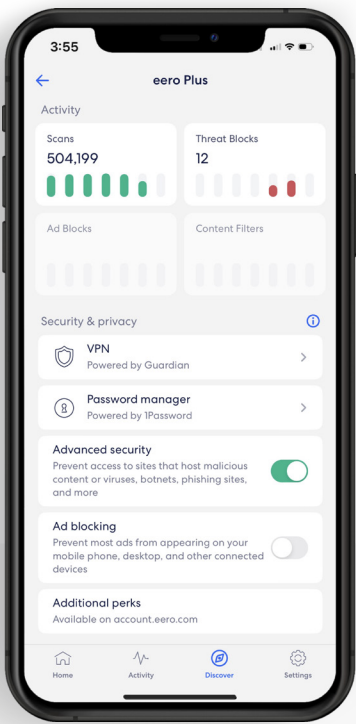 3:55
eero Plus
Activity
Scans
504,199
Threat Blocks
12
Ad Blocks
Content Filters
Security & privacy
VPN
Powered by Guardian
Password manager
Powered by 1Password
Advanced security
Prevent access to sites that host malicious
content or viruses, botnets, phishing sites,
and more
Ad blocking
Prevent most ads from appearing on your
mobile phone, desktop, and other connected
devices
Additional perks
Available on account.eero.com
Home
Activity
Discover
Settings